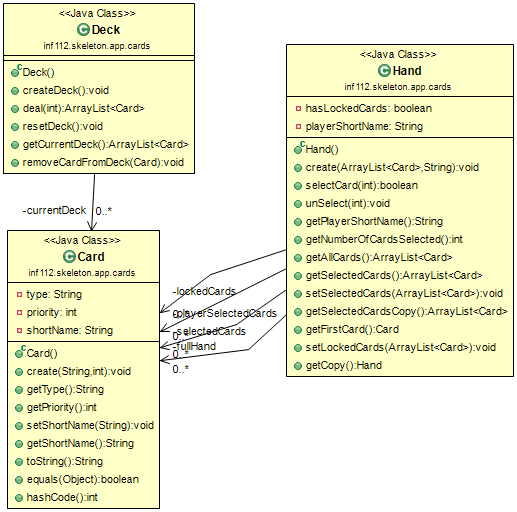 <<Java Class>>
C Deck
inf112.skeleton.app.cards
C Deck()
createDeck():void
deal(int):ArrayList<Card>
resetDeck():void
getCurrentDeck():ArrayList<Card>
removeCardFromDeck(Card):void
-currentDeck 0..*
<<Java Class>>
C Card
inf112.skeleton.app.cards
type: String
priority: int
shortName: String
C Card()
create(String,int):void
getType():String
getPriority():int
setShortName(String):void
getShortName():String
toString():String
equals(Object):boolean
hashCode():int
-lockedCards
0..*
-playerSelectedCards
0..*
-selectedCards
0..*
-fullHand
0..*
<<Java Class>>
C Hand
inf112.skeleton.app.cards
hasLockedCards: boolean
playerShortName: String
C Hand()
create(ArrayList<Card>,String):void
selectCard(int):boolean
unSelect(int):void
getPlayerShortName():String
getNumberOfCardsSelected():int
getAllCards():ArrayList<Card>
getSelectedCards():ArrayList<Card>
setSelectedCards(ArrayList<Card>):void
getSelectedCardsCopy():ArrayList<Card>
getFirstCard():Card
setLockedCards(ArrayList<Card>):void
getCopy():Hand